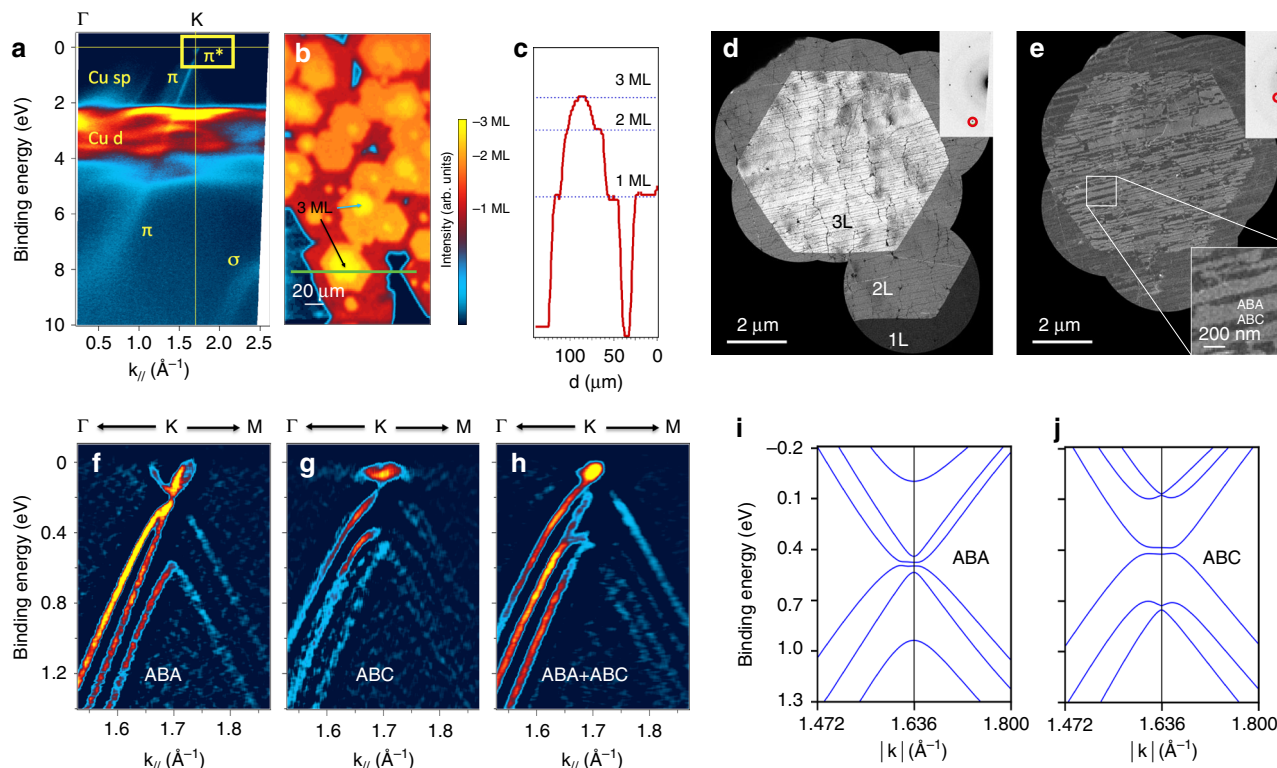 Γ K
a
Binding energy (eV)
0
2
4
6
8
10
Cu sp
π
π*
Cu d
π
σ
0.5 1.0 1.5 2.0 2.5
k// (Å⁻¹)
b
3 ML
20 μm
Intensity (arb. units)
–3 ML
–2 ML
–1 ML
c
3 ML
2 ML
1 ML
100 50 0
d (μm)
d
3L
2L
1L
2 μm
e
ABA
ABC
200 nm
2 μm
Γ K M
f
Binding energy (eV)
0
0.4
0.8
1.2
ABA
1.6 1.7 1.8
k// (Å⁻¹)
Γ K M
g
ABC
1.6 1.7 1.8
k// (Å⁻¹)
Γ K M
h
ABA+ABC
1.6 1.7 1.8
k// (Å⁻¹)
i
Binding energy (eV)
–0.2
0.1
0.4
0.7
1.0
1.3
ABA
1.472 1.636 1.800
|k| (Å⁻¹)
j
ABC
1.472 1.636 1.800
|k| (Å⁻¹)